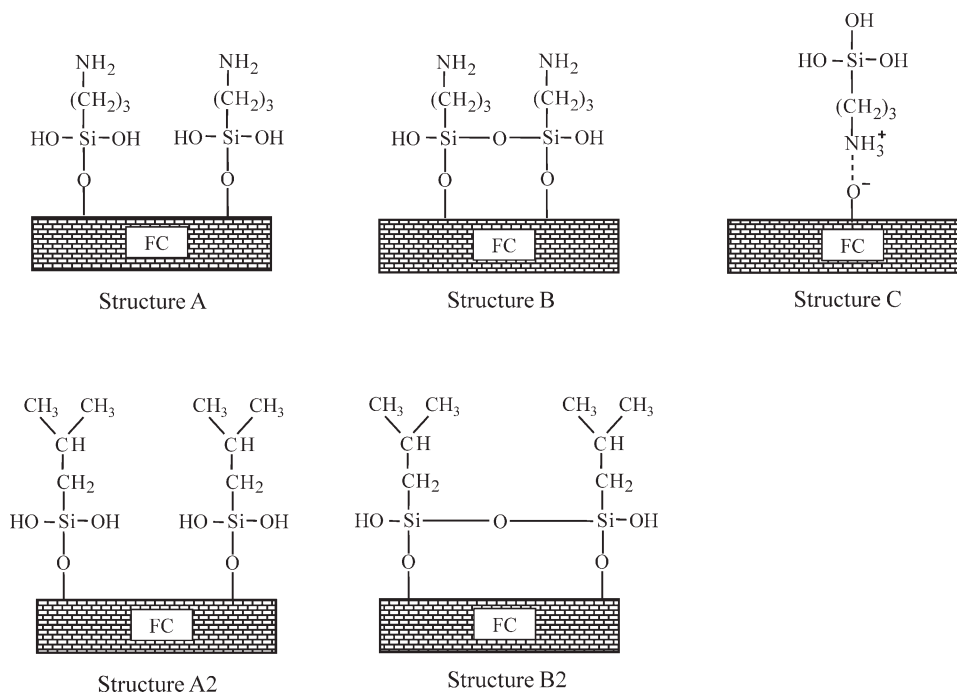 NH₂ NH₂ NH₂ NH₂ OH
(CH₂)₃ (CH₂)₃ (CH₂)₃ (CH₂)₃ HO–Si–OH
HO–Si–OH HO–Si–OH HO–Si–O–Si–OH (CH₂)₃
O O O O NH₃⁺
O⁻
FC FC FC
Structure A Structure B Structure C
CH₃ CH₃ CH₃ CH₃ CH₃ CH₃ CH₃ CH₃
CH CH CH CH
CH₂ CH₂ CH₂ CH₂
HO–Si–OH HO–Si–OH HO–Si–O–Si–OH
O O O O
FC FC
Structure A2 Structure B2